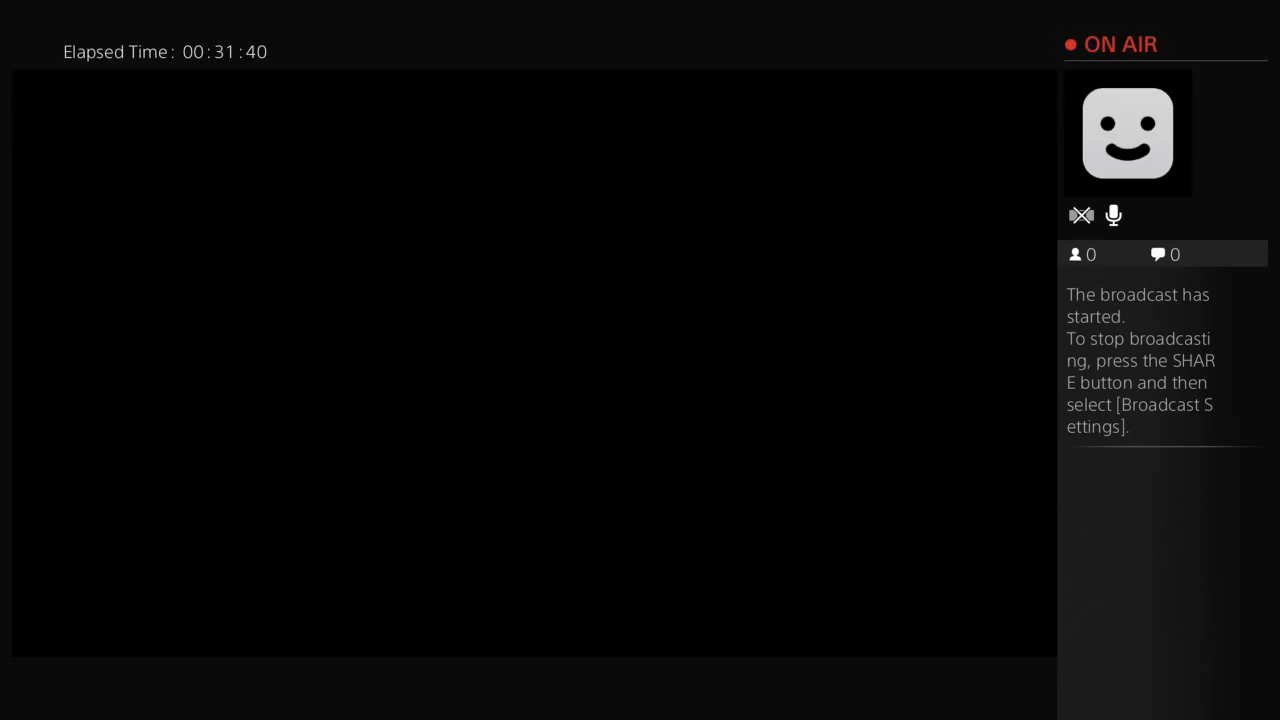 Elapsed Time: 00:31:40
ON AIR
0 0
The broadcast has
started.
To stop broadcasti
ng, press the SHAR
E button and then
select [Broadcast S
ettings].